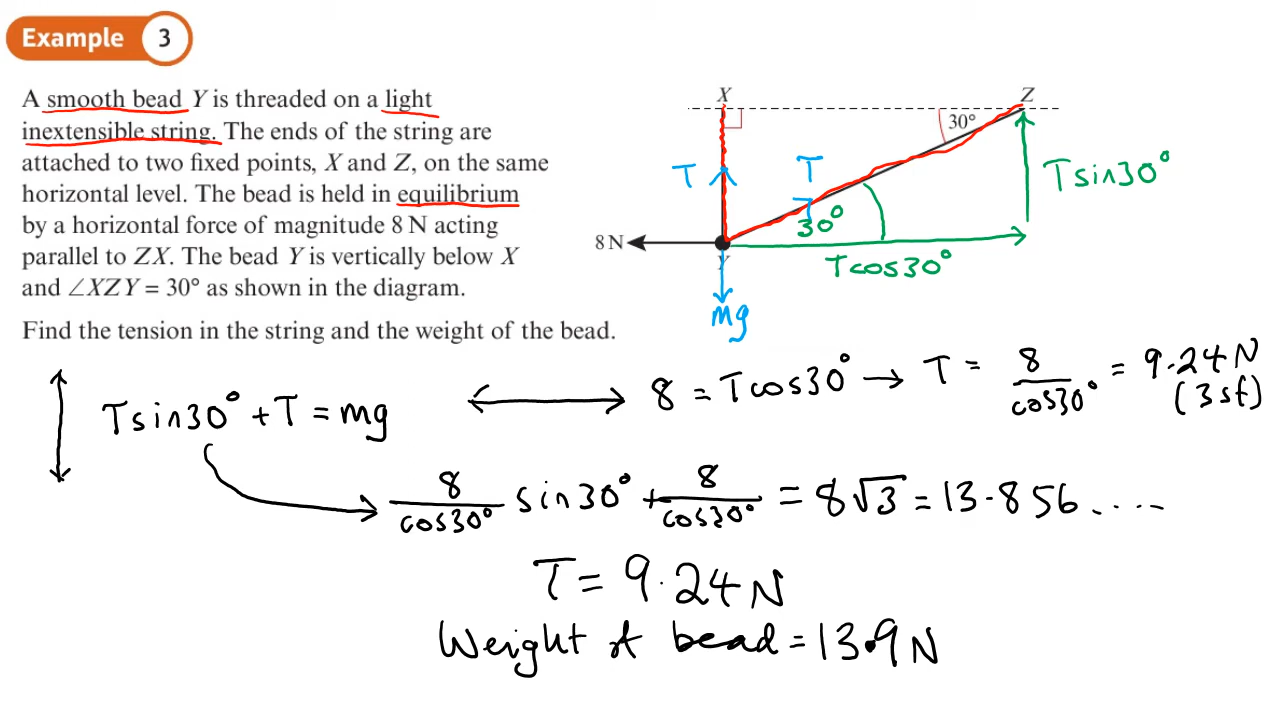 Example 3
A smooth bead Y is threaded on a light
inextensible string. The ends of the string are
attached to two fixed points, X and Z, on the same
horizontal level. The bead is held in equilibrium
by a horizontal force of magnitude 8 N acting
parallel to ZX. The bead Y is vertically below X
and ∠XZY = 30° as shown in the diagram.
Find the tension in the string and the weight of the bead.
X
Z
30°
T
T
Tsin30°
30°
8 N
Y
Tcos30°
mg
Tsin30° + T = mg
8 = Tcos30° → T = 8/cos30° = 9.24N
(3sf)
8/cos30° sin30° + 8/cos30° = 8√3 = 13.856.....
T = 9.24N
Weight of bead = 13.9N